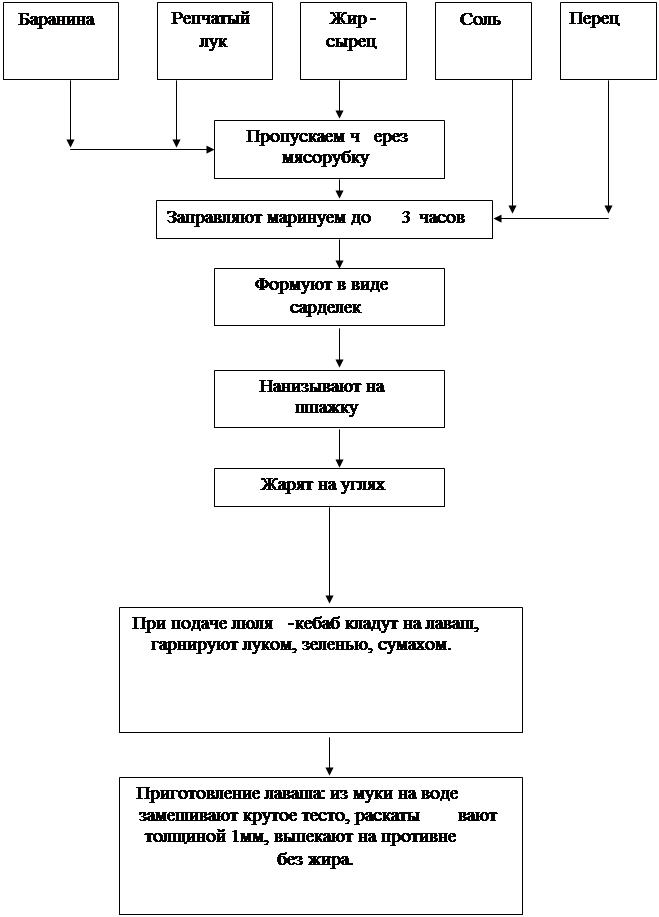 Баранина
Репчатый
лук
Жир-
сырец
Соль
Перец
Пропускаем ч ерез
мясорубку
Заправляют маринуем до 3 часов
Формуют в виде
сарделек
Нанизывают на
шпажку
Жарят на углях
При подаче люля -кебаб кладут на лаваш,
гарнируют луком, зеленью, сумахом.
Приготовление лаваша: из муки на воде
замешивают крутое тесто, раскаты вают
толщиной 1мм, выпекают на противне
без жира.